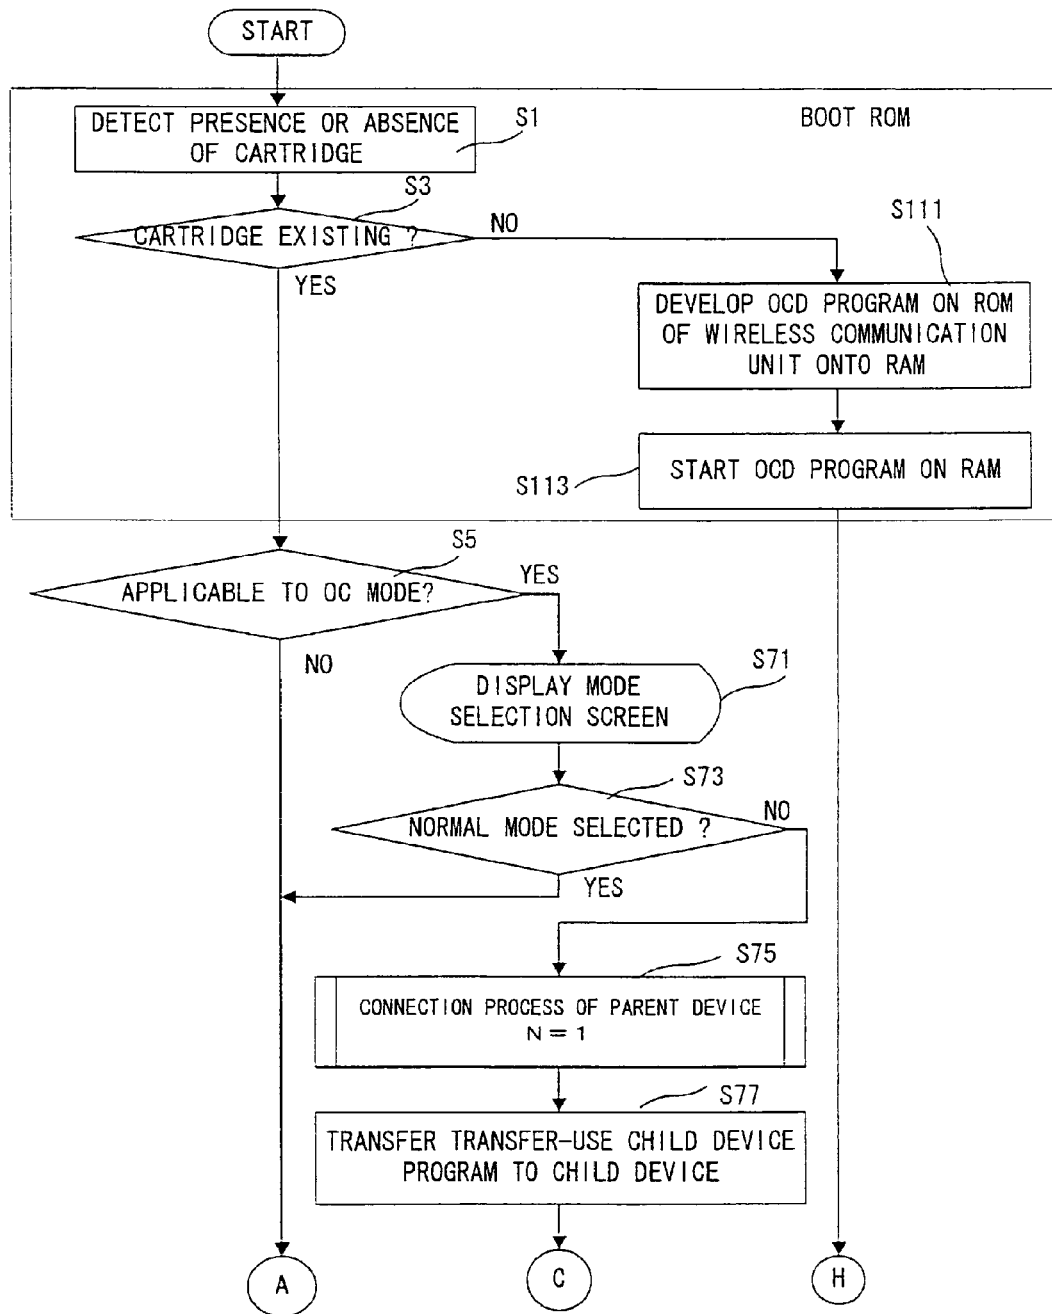 START
BOOT ROM
DETECT PRESENCE OR ABSENCE
OF CARTRIDGE
S1
S3
CARTRIDGE EXISTING ?
NO
YES
S111
DEVELOP OCD PROGRAM ON ROM
OF WIRELESS COMMUNICATION
UNIT ONTO RAM
START OCD PROGRAM ON RAM
S113
S5
APPLICABLE TO OC MODE?
YES
NO
S71
DISPLAY MODE
SELECTION SCREEN
S73
NORMAL MODE SELECTED ?
NO
YES
S75
CONNECTION PROCESS OF PARENT DEVICE
N = 1
S77
TRANSFER TRANSFER-USE CHILD DEVICE
PROGRAM TO CHILD DEVICE
A
C
H